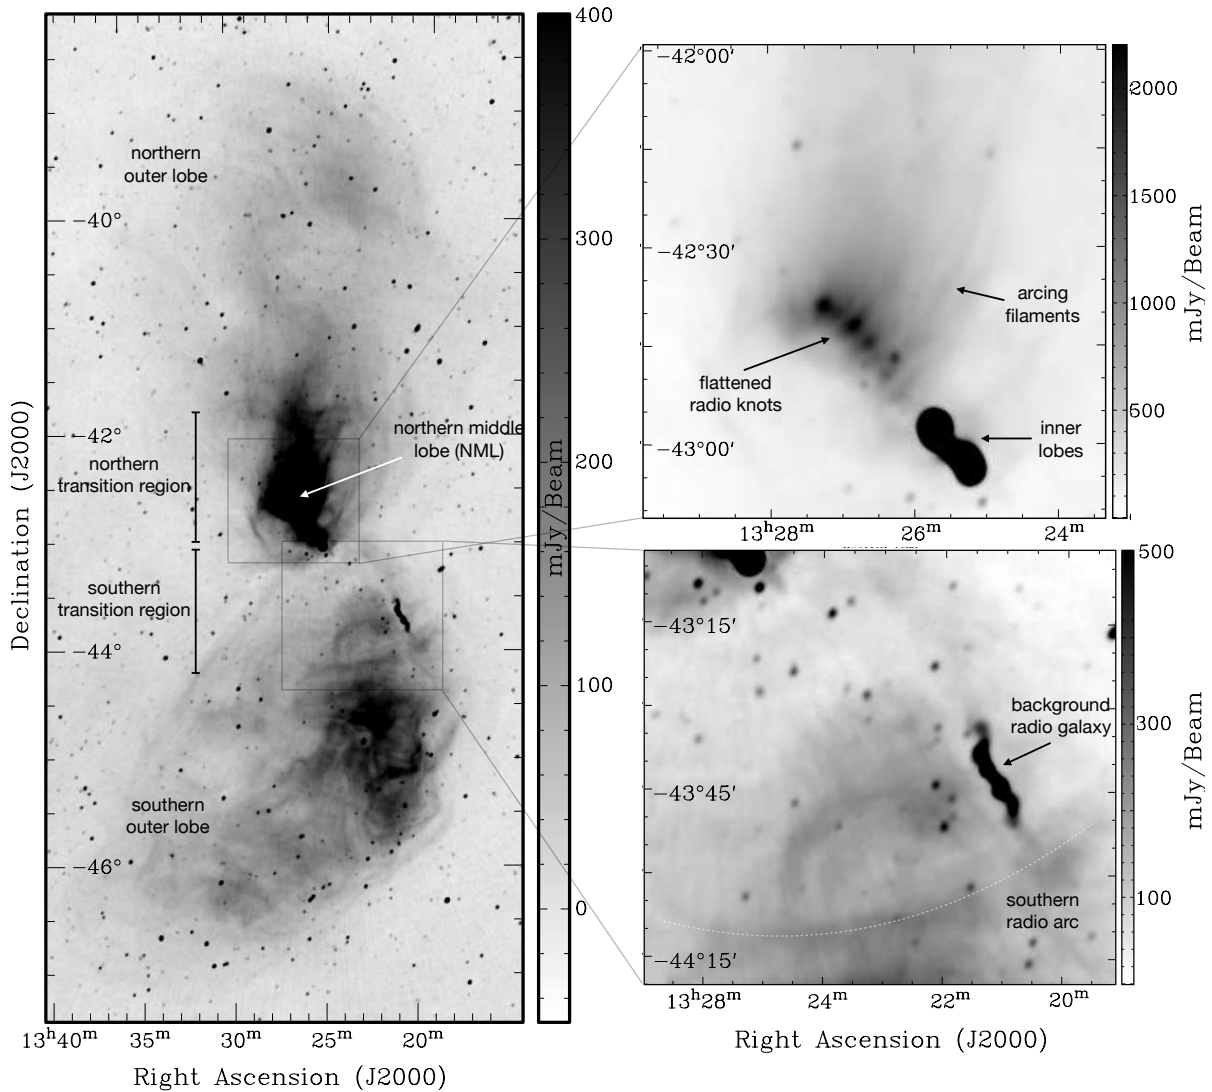 northern
outer lobe
northern middle
lobe (NML)
northern
transition region
southern
transition region
southern
outer lobe
−40°
−42°
−44°
−46°
Declination (J2000)
13ʰ40ᵐ 35ᵐ 30ᵐ 25ᵐ 20ᵐ
Right Ascension (J2000)
400
300
200
100
0
mJy/Beam
−42°00′
−42°30′
−43°00′
arcing
filaments
flattened
radio knots
inner
lobes
13ʰ28ᵐ 26ᵐ 24ᵐ
2000
1500
1000
500
mJy/Beam
−43°15′
−43°45′
−44°15′
background
radio galaxy
southern
radio arc
13ʰ28ᵐ 24ᵐ 22ᵐ 20ᵐ
Right Ascension (J2000)
500
300
100
mJy/Beam